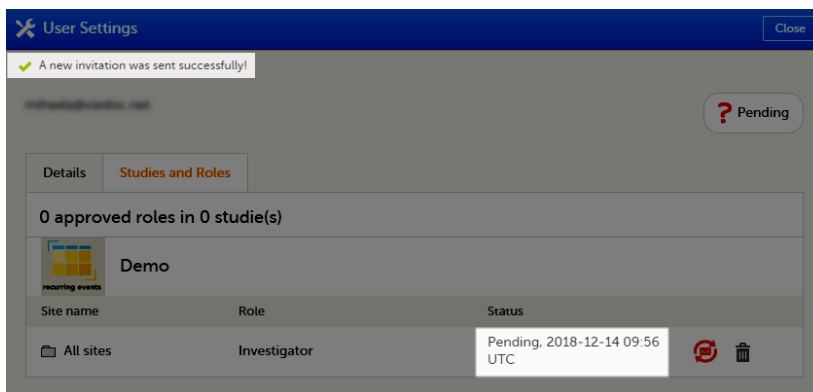 User Settings
Close
A new invitation was sent successfully!
Pending
Details
Studies and Roles
0 approved roles in 0 studie(s)
recurring events
Demo
Site name
Role
Status
All sites
Investigator
Pending, 2018-12-14 09:56
UTC